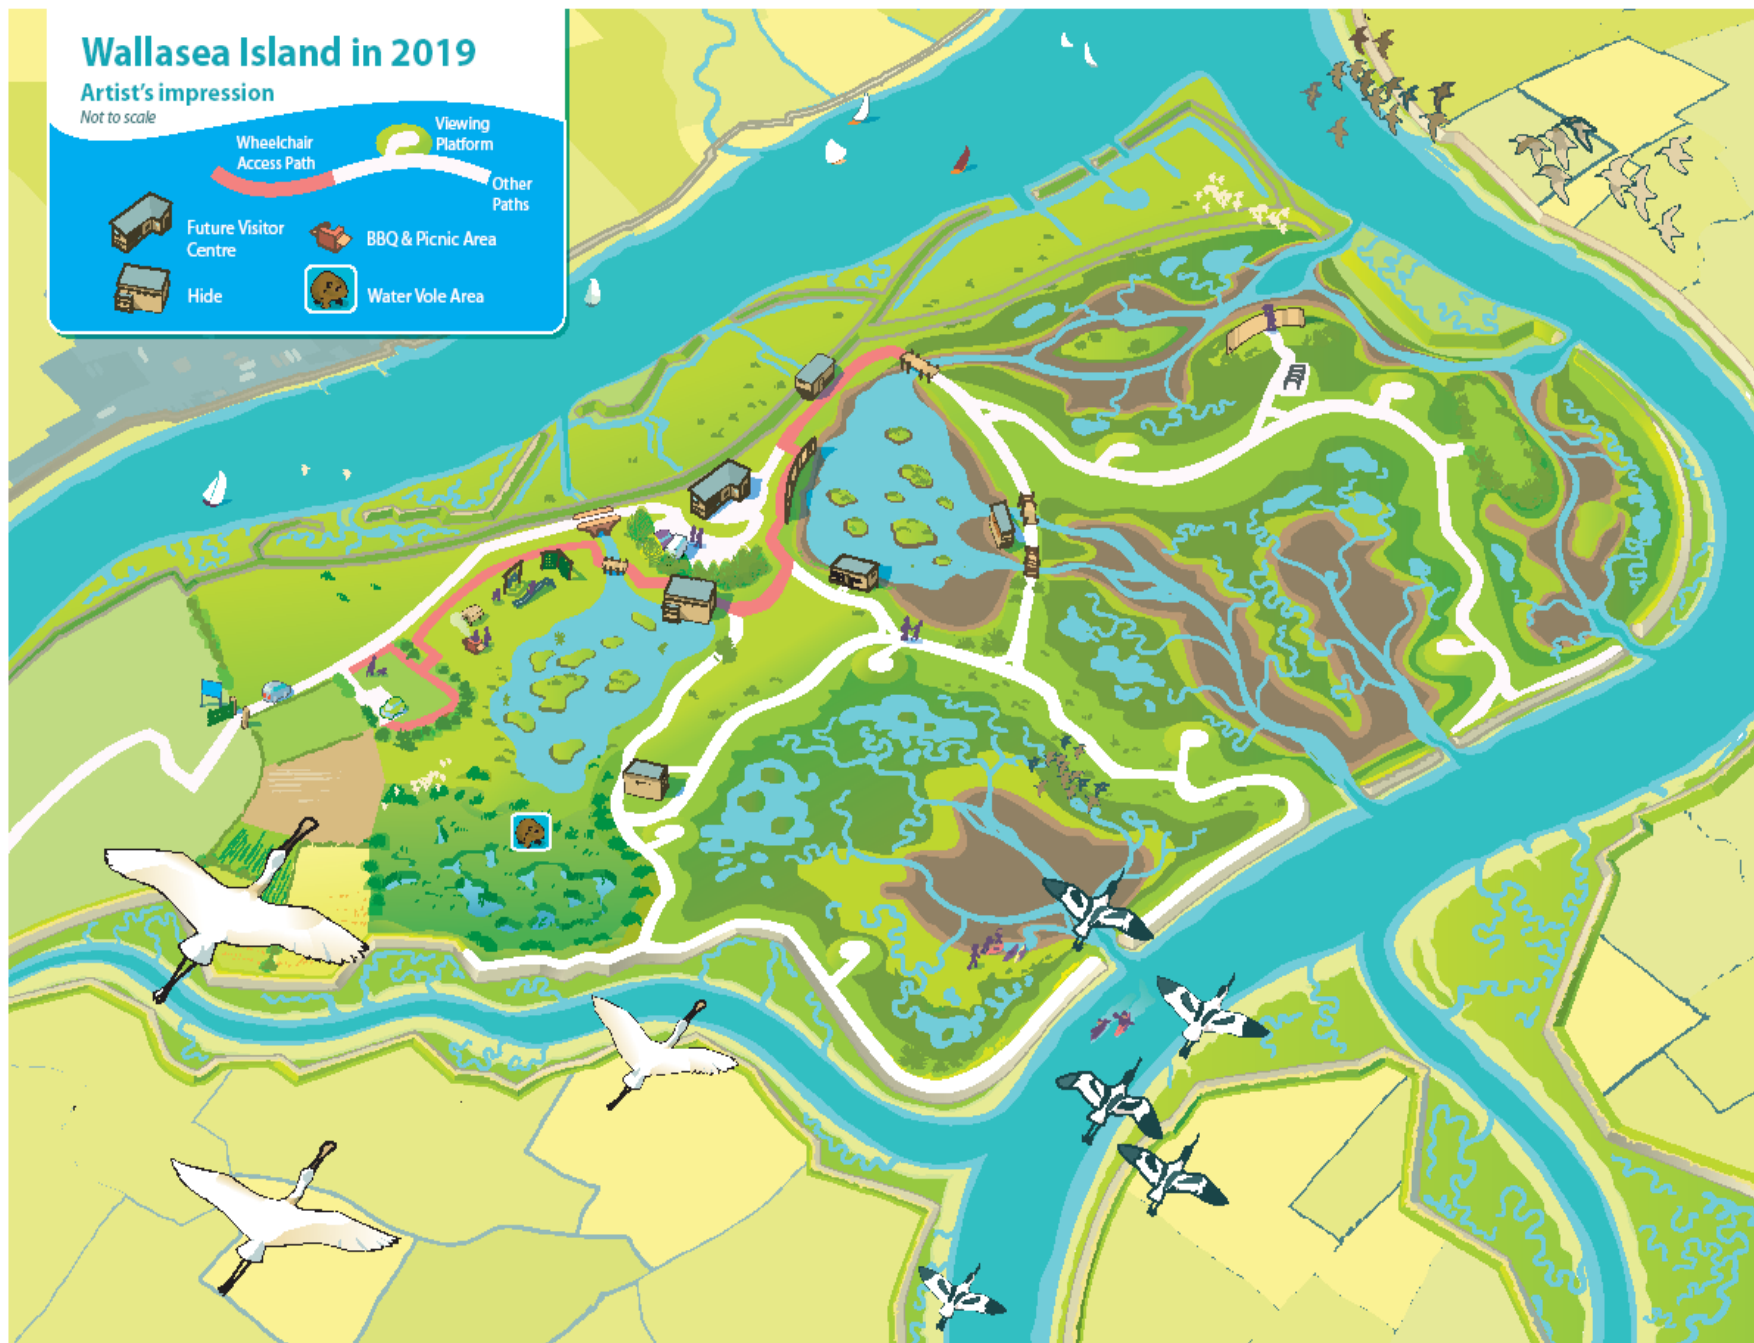 Wallasea Island in 2019
Artist's impression
Not to scale
Viewing
Platform
Wheelchair
Access Path
Other
Paths
Future Visitor
Centre
BBQ & Picnic Area
Hide
Water Vole Area